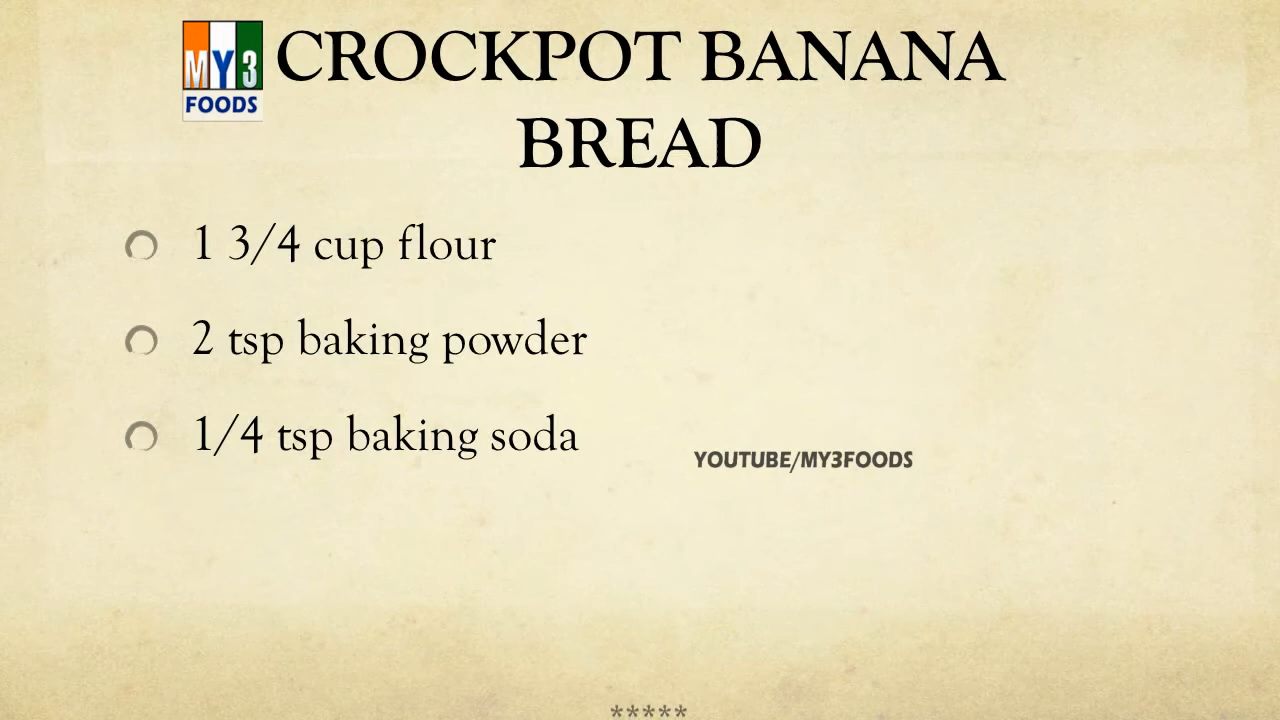 MY3
FOODS
CROCKPOT BANANA
BREAD
1 3/4 cup flour
2 tsp baking powder
1/4 tsp baking soda
YOUTUBE/MY3FOODS
*****